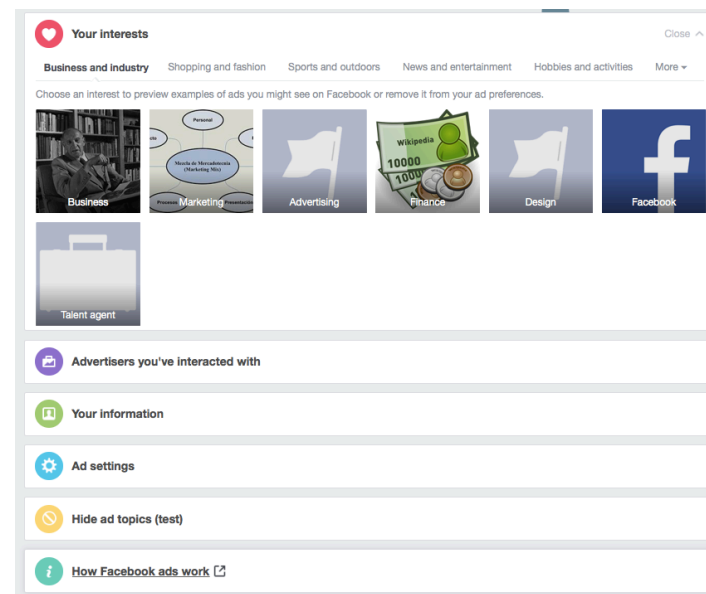 Your interests
Close
Business and industry Shopping and fashion Sports and outdoors News and entertainment Hobbies and activities More
Choose an interest to preview examples of ads you might see on Facebook or remove it from your ad preferences.
Personal
Mezcla de Mercadotecnia
(Marketing Mix)
Procesos
Presentación
Wikipedia
10000
Business
Marketing
Advertising
Finance
Design
Facebook
Talent agent
Advertisers you've interacted with
Your information
Ad settings
Hide ad topics (test)
How Facebook ads work